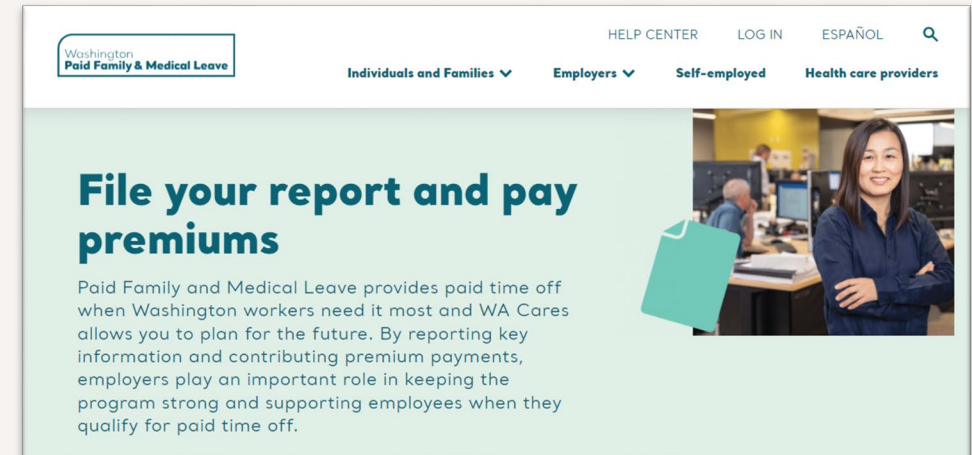 HELP CENTER LOG IN ESPAÑOL
Washington
Paid Family & Medical Leave
Individuals and Families Employers Self-employed Health care providers
File your report and pay
premiums
Paid Family and Medical Leave provides paid time off
when Washington workers need it most and WA Cares
allows you to plan for the future. By reporting key
information and contributing premium payments,
employers play an important role in keeping the
program strong and supporting employees when they
qualify for paid time off.